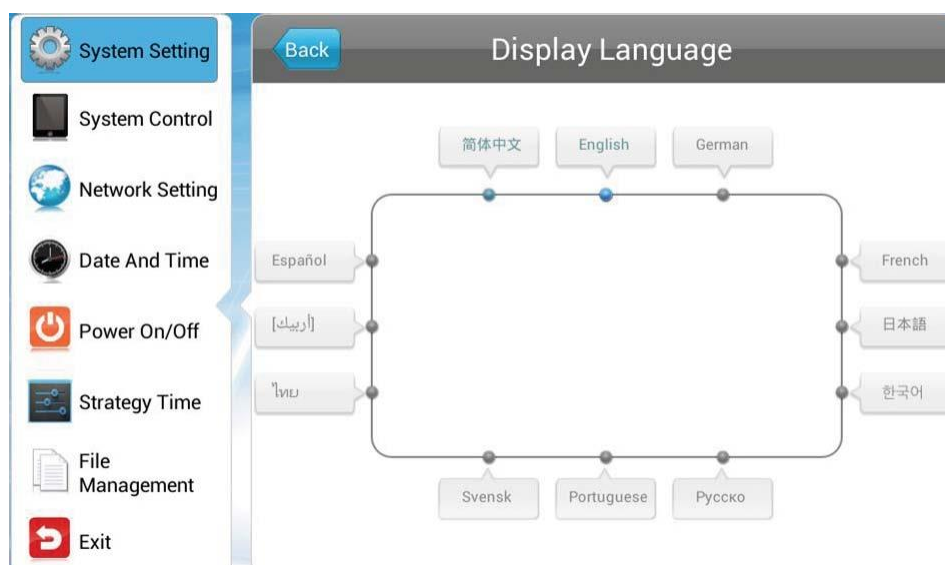 System Setting
System Control
Network Setting
Date And Time
Power On/Off
Strategy Time
File
Management
Exit
Back
Display Language
简体中文
English
German
Español
[أربيك]
ไทย
French
日本語
한국어
Svensk
Portuguese
Русско